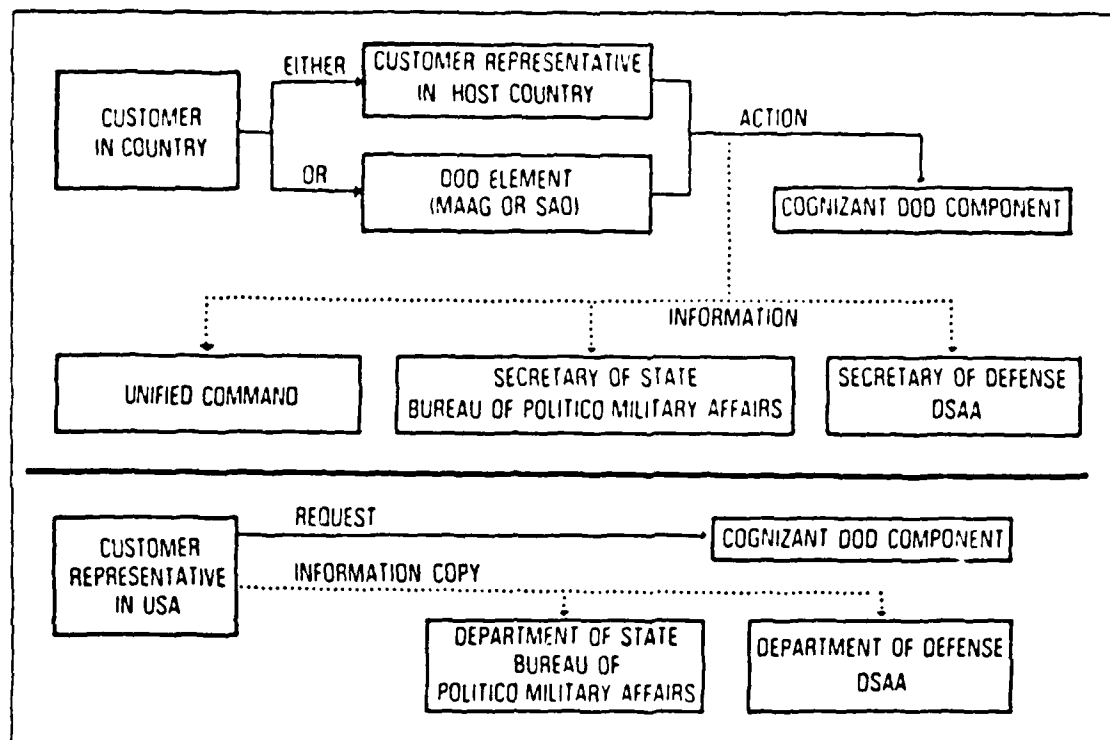 EITHER
CUSTOMER REPRESENTATIVE
IN HOST COUNTRY
CUSTOMER
IN COUNTRY
ACTION
OR
DOD ELEMENT
(MAAG OR SAO)
COGNIZANT DOD COMPONENT
INFORMATION
UNIFIED COMMAND
SECRETARY OF STATE
BUREAU OF POLITICO MILITARY AFFAIRS
SECRETARY OF DEFENSE
DSAA
REQUEST
CUSTOMER
REPRESENTATIVE
IN USA
COGNIZANT DOD COMPONENT
INFORMATION COPY
DEPARTMENT OF STATE
BUREAU OF
POLITICO MILITARY AFFAIRS
DEPARTMENT OF DEFENSE
DSAA